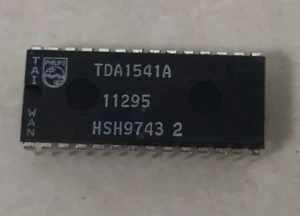 TAI
WAN
PHILIPS
TDA1541A
11295
HSH9743 2